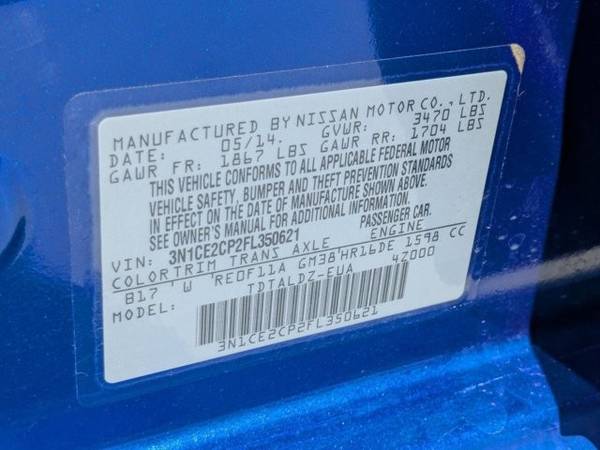 MANUFACTURED BY NISSAN MOTOR CO., LTD.
DATE: 05/14. GVWR: 3470 LBS
GAWR FR: 1867 LBS GAWR RR: 1704 LBS
THIS VEHICLE CONFORMS TO ALL APPLICABLE FEDERAL MOTOR
VEHICLE SAFETY, BUMPER AND THEFT PREVENTION STANDARDS
IN EFFECT ON THE DATE OF MANUFACTURE SHOWN ABOVE.
SEE OWNER'S MANUAL FOR ADDITIONAL INFORMATION.
VIN: 3N1CE2CP2FL350621 PASSENGER CAR.
COLOR TRIM TRANS AXLE ENGINE
B17 'W 'RE0F11A GM38'HR16DE 1598 CC
MODEL: TDTALDZ-EUA 4Z000
3N1CE2CP2FL350621